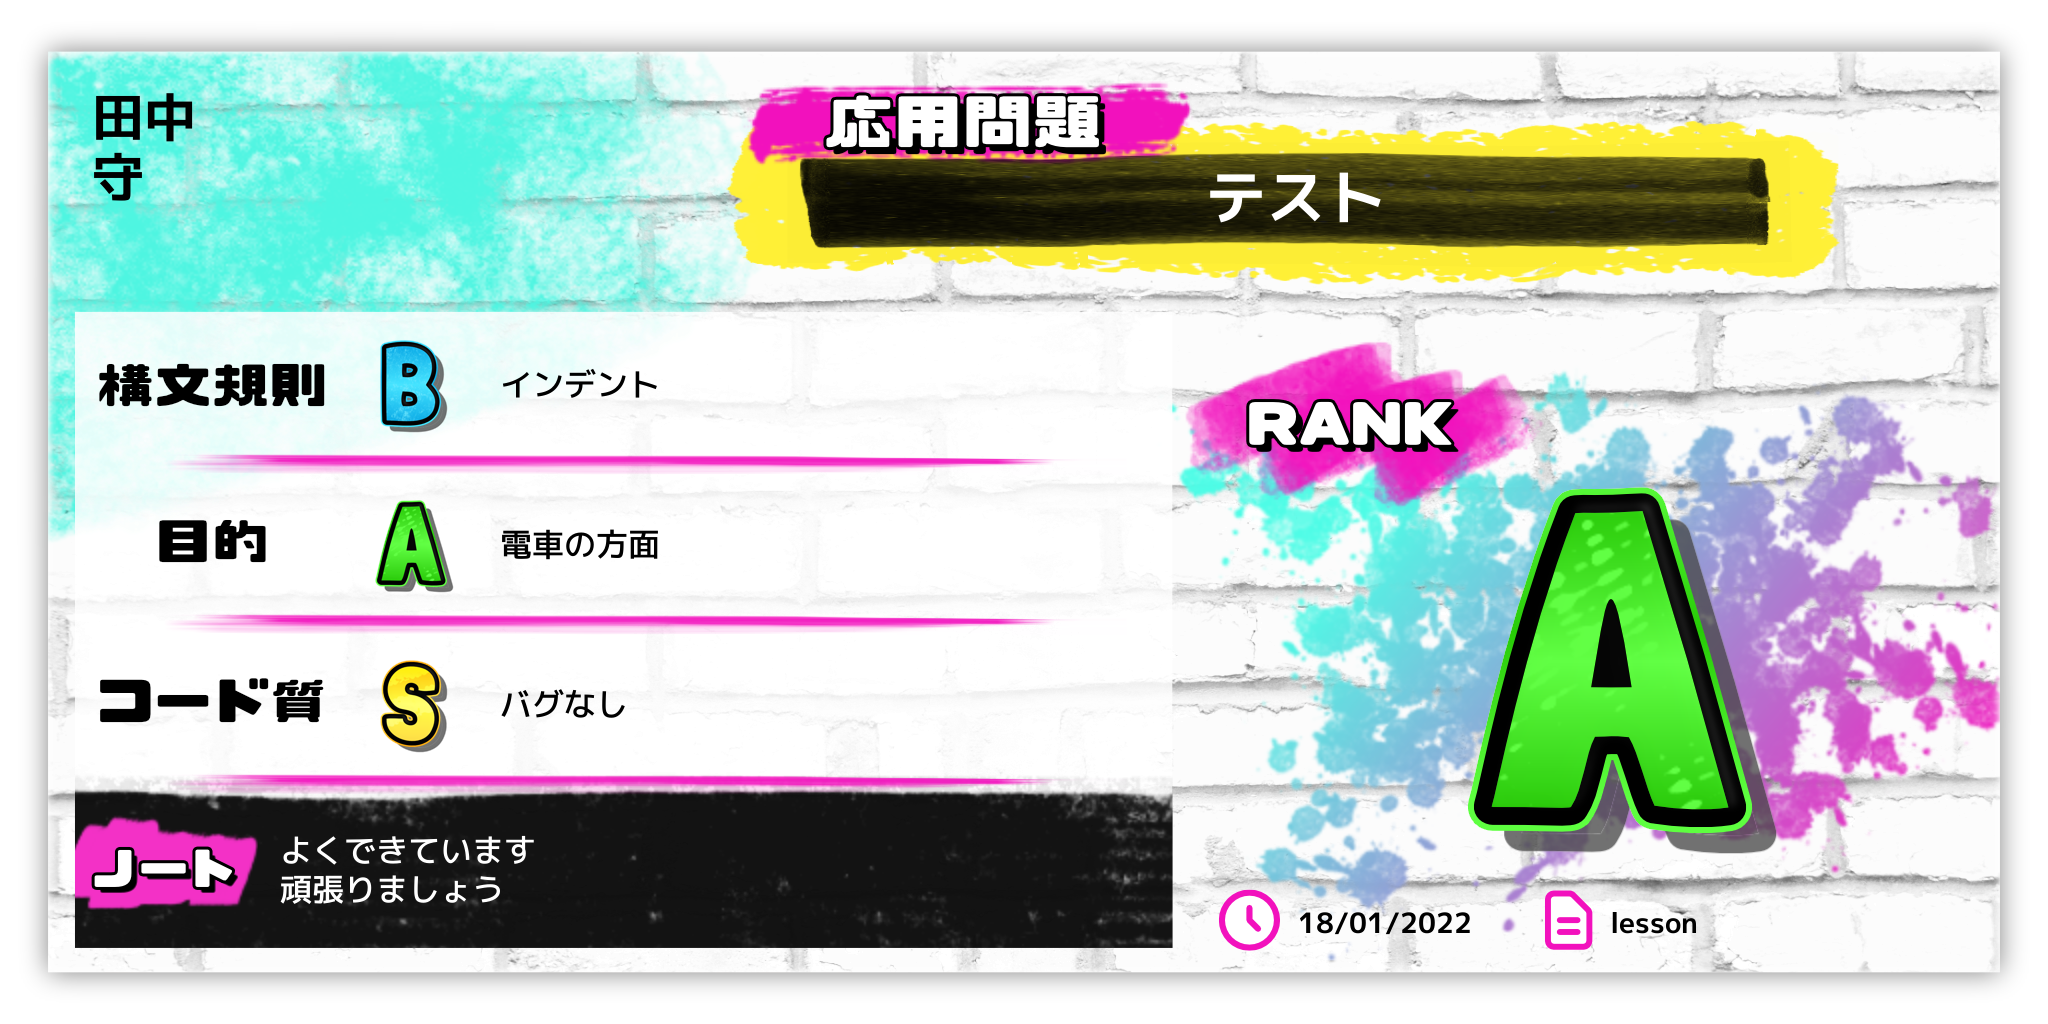 田中
守
応用問題
テスト
構文規則 B インデント
目的 A 電車の方面
コード質 S バグなし
ノート
よくできています
頑張りましょう
RANK
A
18/01/2022 lesson